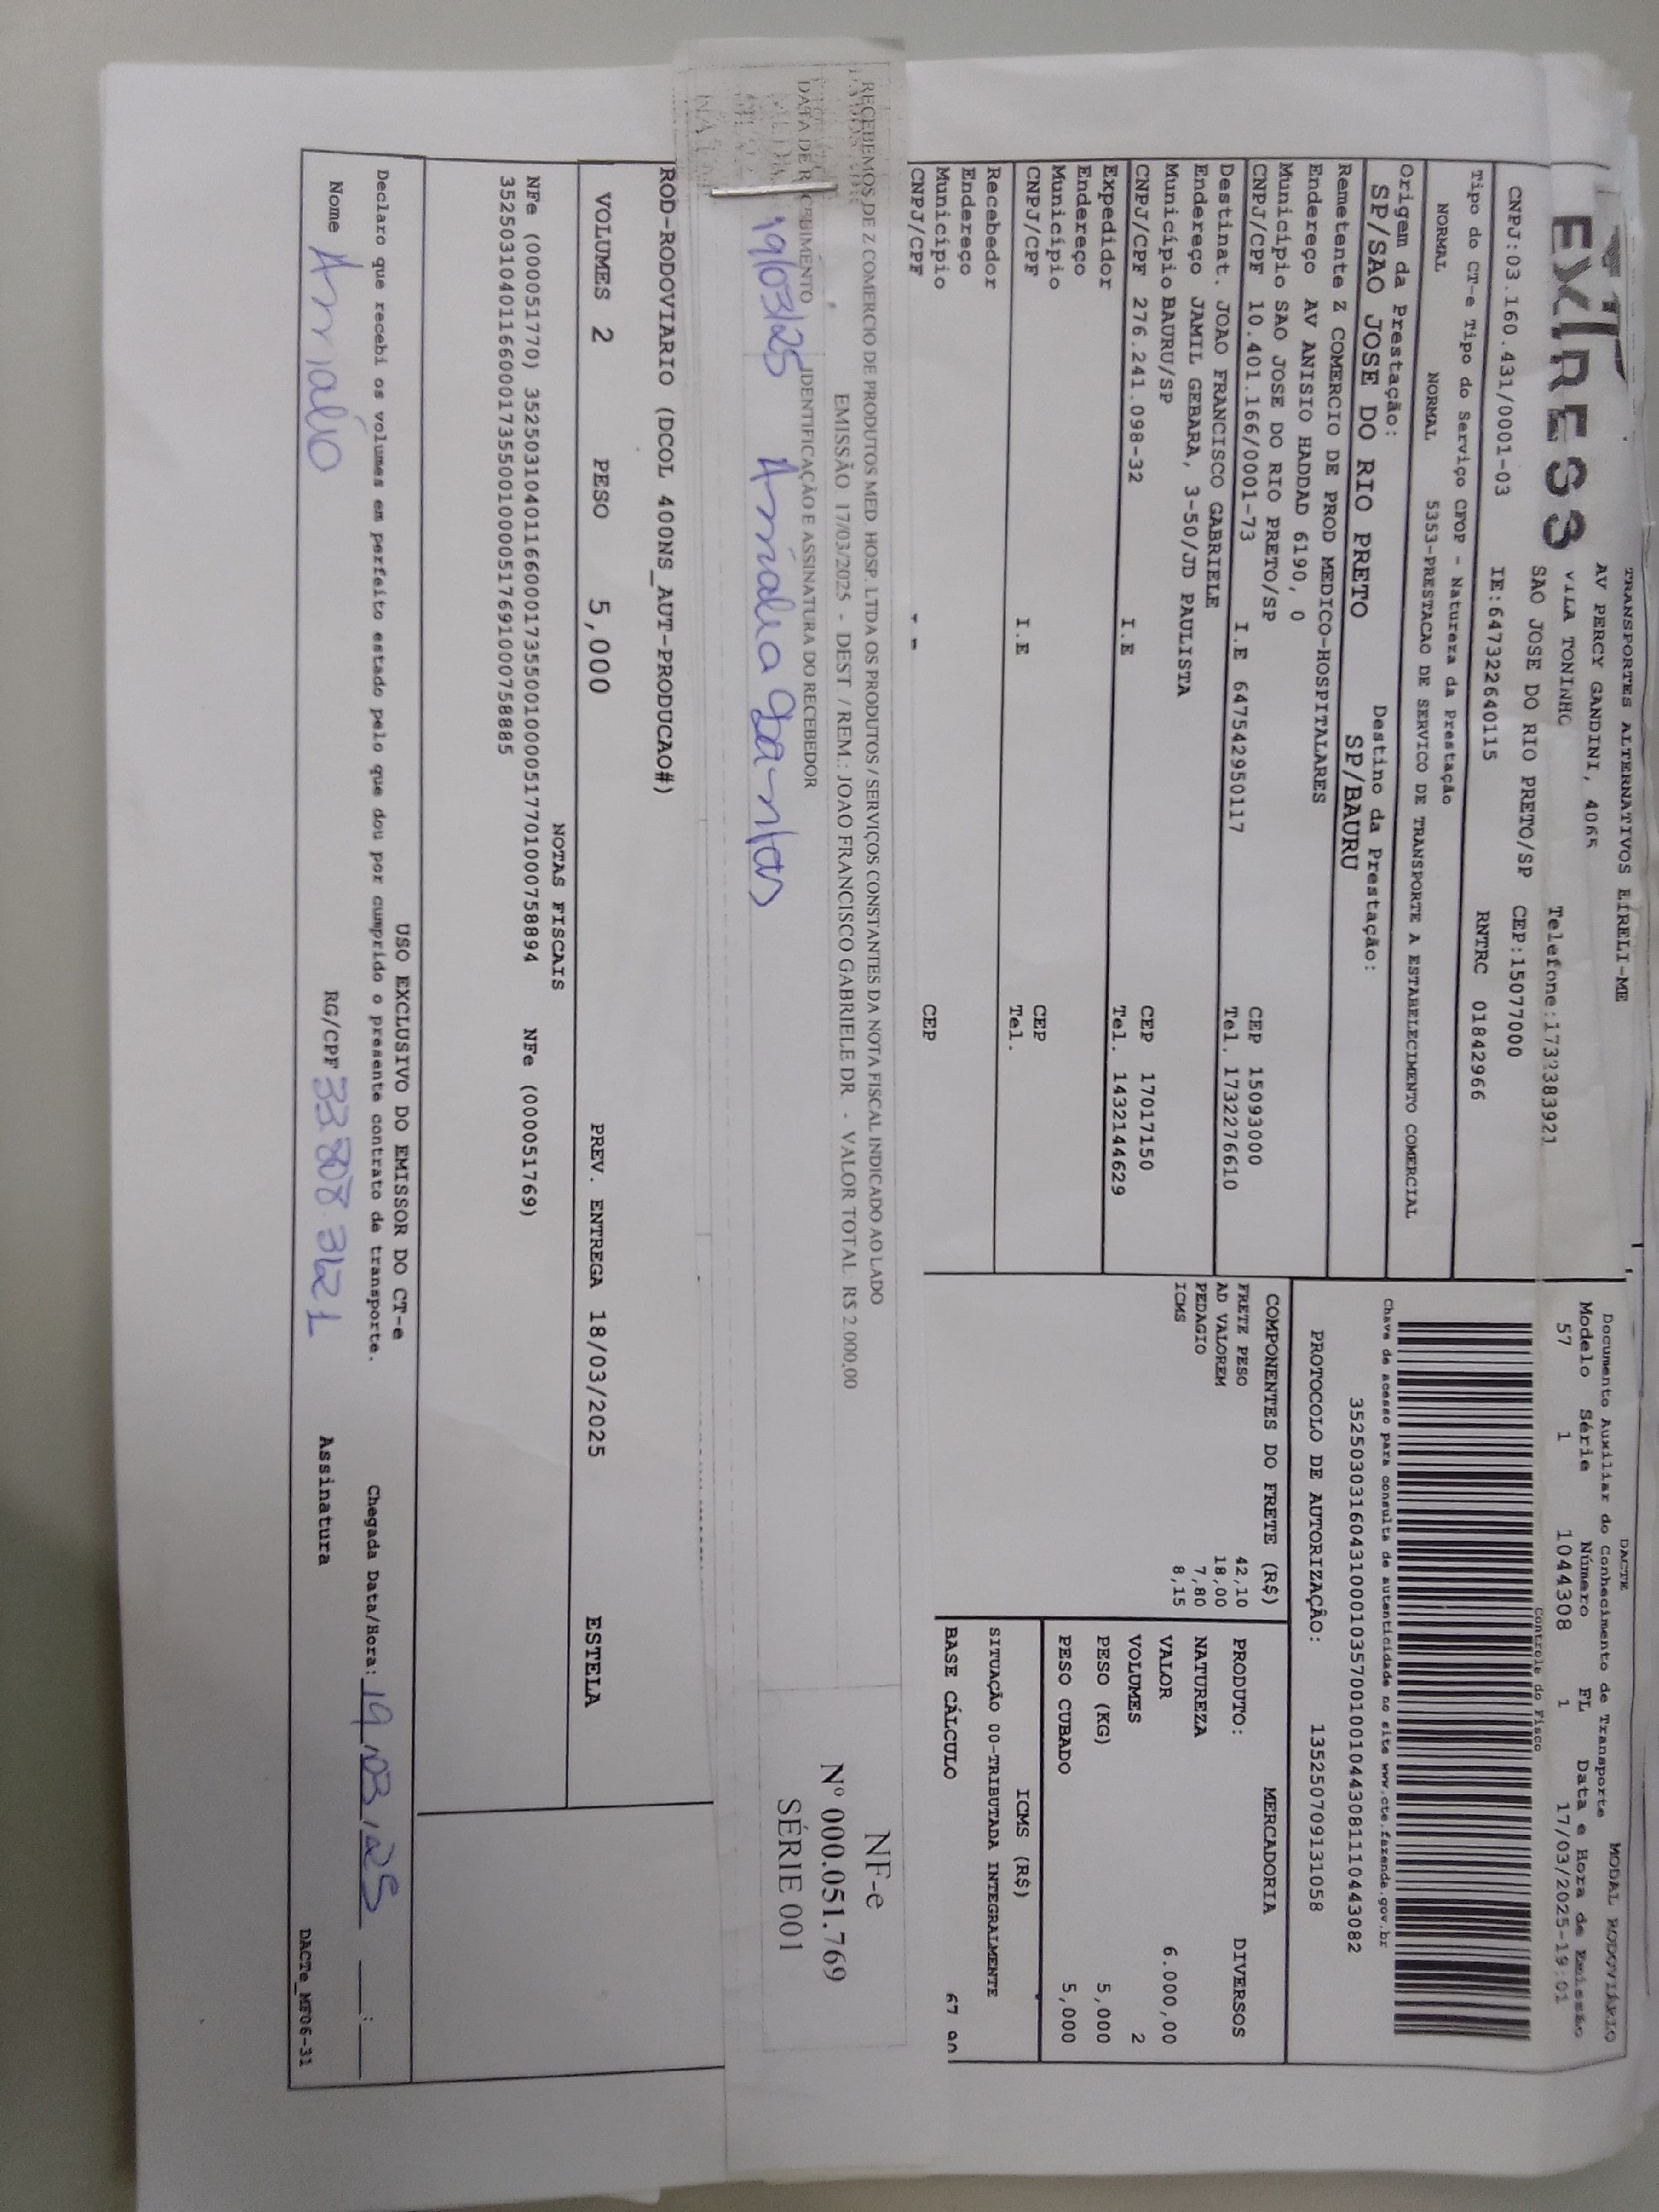 TRANSPORTES ALTERNATIVOS EIRELI-ME
EXPRESS
AV PERCY GANDINI, 4065
VILA TONINHO Telefone:1732383921
SAO JOSE DO RIO PRETO/SP CEP:15077000
CNPJ:03.160.431/0001-03 IE:647322640115 RNTRC 01842966
DACTE MODAL RODOVIÁRIO
Documento Auxiliar do Conhecimento de Transporte
Modelo Série Número FL Data e Hora de Emissão
57 1 1044308 1 17/03/2025-19:01
Controle do Fisco
Chave de acesso para consulta de autenticidade no site www.cte.fazenda.gov.br
PROTOCOLO DE AUTORIZAÇÃO: 135250709131058
Tipo do CT-e Tipo do Serviço CFOP - Natureza da Prestação
NORMAL NORMAL 5353-PRESTACAO DE SERVICO DE TRANSPORTE A ESTABELECIMENTO COMERCIAL
Origem da Prestação: Destino da Prestação:
SP/SAO JOSE DO RIO PRETO SP/BAURU
Remetente Z COMERCIO DE PROD MEDICO-HOSPITALARES
Endereço AV ANISIO HADDAD 6190, 0
Município SAO JOSE DO RIO PRETO/SP CEP 15093000
CNPJ/CPF 10.401.166/0001-73 I.E 647542950117 Tel. 1732276610
Destinat. JOAO FRANCISCO GABRIELE
Endereço JAMIL GEBARA, 3-50/JD PAULISTA
Município BAURU/SP CEP 17017150
CNPJ/CPF 276.241.098-32 I.E Tel. 1432144629
Expedidor
Endereço
Município CEP
CNPJ/CPF I.E Tel.
Recebedor
Endereço
Município CEP
CNPJ/CPF
COMPONENTES DO FRETE (R$)
FRETE PESO 42,10
AD VALOREM 18,00
PEDAGIO 7,80
ICMS 8,15
MERCADORIA
PRODUTO: DIVERSOS
NATUREZA
VALOR 6.000,00
VOLUMES 2
PESO (KG) 5,000
PESO CUBADO 5,000
ICMS (R$)
SITUAÇÃO 00-TRIBUTADA INTEGRALMENTE
BASE CÁLCULO 67,90
RECEBEMOS DE Z COMERCIO DE PRODUTOS MED. HOSP. LTDA OS PRODUTOS / SERVIÇOS CONSTANTES DA NOTA FISCAL INDICADO AO LADO
EMISSÃO 17/03/2025 - DEST. / REM.: JOAO FRANCISCO GABRIELE DR - VALOR TOTAL R$ 2.000,00
DATA DE RECEBIMENTO IDENTIFICAÇÃO E ASSINATURA DO RECEBEDOR
19/03/25 Amália Dantas
NF-e
Nº 000.051.769
SÉRIE 001
ROD-RODOVIARIO (DCOL 400NS_AUT-PRODUCAO#)
VOLUMES 2 PESO 5,000 PREV. ENTREGA 18/03/2025 ESTELA
NOTAS FISCAIS
NFe (000051770) 35250310401166000173550010000517701000758894 NFe (000051769)
35250310401166000173550010000517691000758885
USO EXCLUSIVO DO EMISSOR DO CT-e
Declaro que recebi os volumes em perfeito estado pelo que dou por cumprido o presente contrato de transporte. Chegada Data/Hora: 19/03/25
Nome RG/CPF 33.808 312 1 Assinatura
DACTe_MF06-31